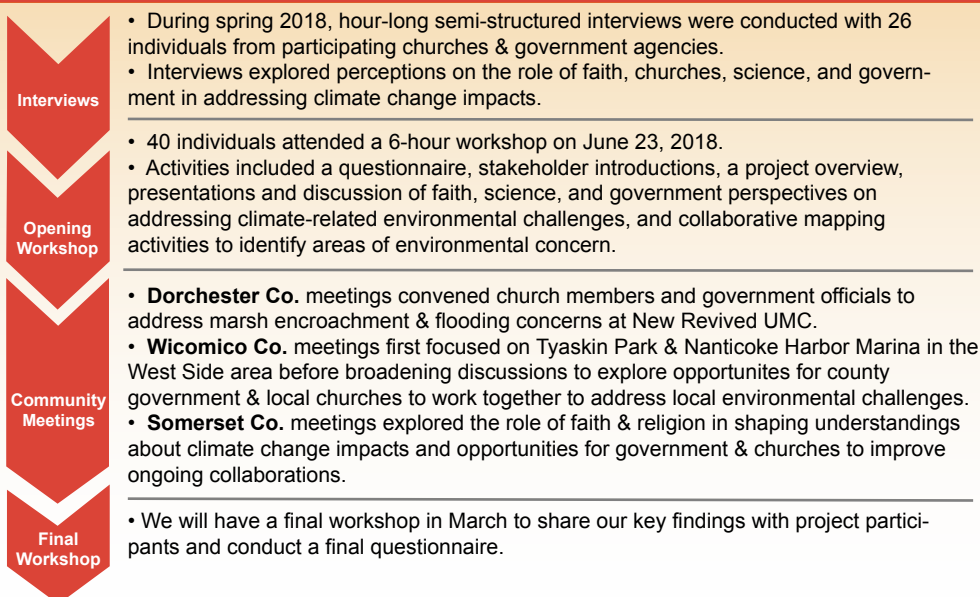 Interviews
• During spring 2018, hour-long semi-structured interviews were conducted with 26
individuals from participating churches & government agencies.
• Interviews explored perceptions on the role of faith, churches, science, and govern-
ment in addressing climate change impacts.
Opening
Workshop
• 40 individuals attended a 6-hour workshop on June 23, 2018.
• Activities included a questionnaire, stakeholder introductions, a project overview,
presentations and discussion of faith, science, and government perspectives on
addressing climate-related environmental challenges, and collaborative mapping
activities to identify areas of environmental concern.
Community
Meetings
• Dorchester Co. meetings convened church members and government officials to
address marsh encroachment & flooding concerns at New Revived UMC.
• Wicomico Co. meetings first focused on Tyaskin Park & Nanticoke Harbor Marina in the
West Side area before broadening discussions to explore opportunites for county
government & local churches to work together to address local environmental challenges.
• Somerset Co. meetings explored the role of faith & religion in shaping understandings
about climate change impacts and opportunities for government & churches to improve
ongoing collaborations.
Final
Workshop
• We will have a final workshop in March to share our key findings with project partici-
pants and conduct a final questionnaire.